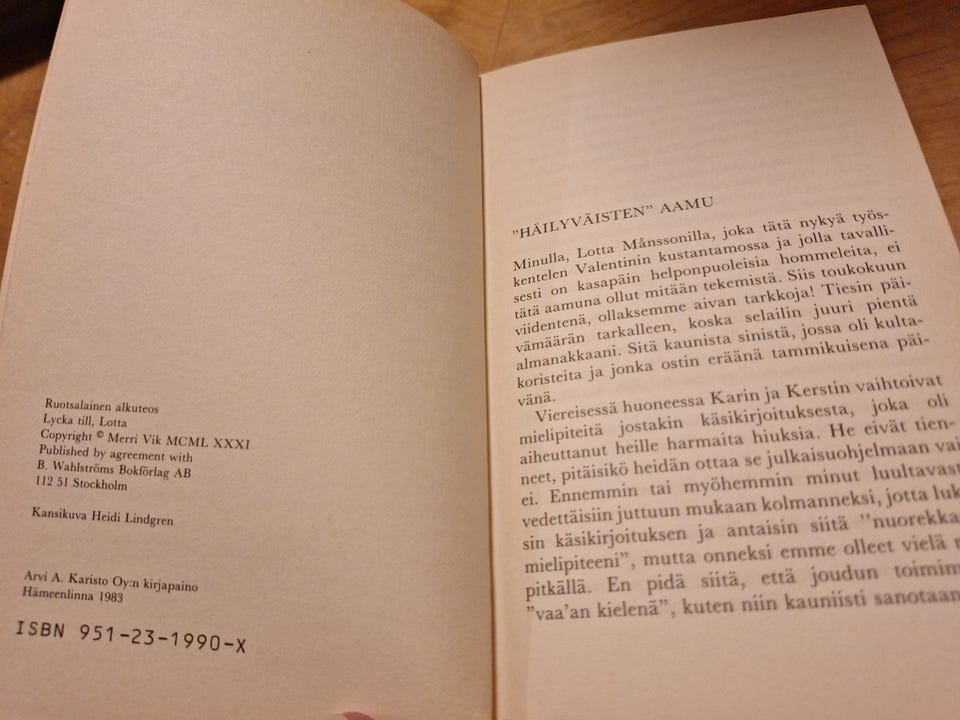 Ruotsalainen alkuteos
Lycka till, Lotta
Copyright © Merri Vik MCML XXXI
Published by agreement with
B. Wahlströms Bokförlag AB
112 51 Stockholm
Kansikuva Heidi Lindgren
Arvi A. Karisto Oy:n kirjapaino
Hämeenlinna 1983
ISBN 951-23-1990-X
"HÄILYVÄISTEN" AAMU
Minulla, Lotta Månssonilla, joka tätä nykyä työs-
kentelen Valentinin kustantamossa ja jolla tavalli-
sesti on kasapäin helponpuoleisia hommeleita, ei
tätä aamuna ollut mitään tekemistä. Siis toukokuun
viidentenä, ollaksemme aivan tarkkoja! Tiesin päi-
vämäärän tarkalleen, koska selailin juuri pientä
almanakkaani. Sitä kaunista sinistä, jossa oli kulta-
koristeita ja jonka ostin eräänä tammikuisena päi-
vänä.
Viereisessä huoneessa Karin ja Kerstin vaihtoivat
mielipiteitä jostakin käsikirjoituksesta, joka oli
aiheuttanut heille harmaita hiuksia. He eivät tien-
neet, pitäisikö heidän ottaa se julkaisuohjelmaan vai
ei. Ennemmin tai myöhemmin minut luultavast
vedettäisiin juttuun mukaan kolmanneksi, jotta luk
sin käsikirjoituksen ja antaisin siitä "nuorekka
mielipiteeni", mutta onneksi emme olleet vielä
pitkällä. En pidä siitä, että joudun toimim
"vaa'an kielenä", kuten niin kauniisti sanotaan